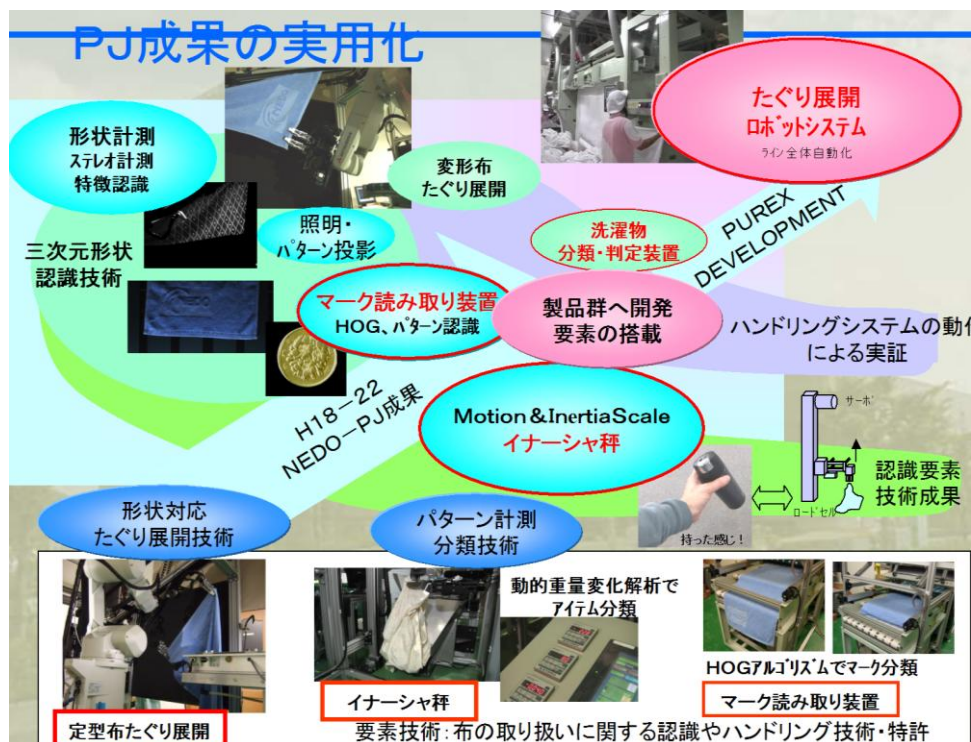 PJ成果の実用化
たぐり展開
ロボットシステム
ライン全体自動化
形状計測
ステレオ計測
特徴認識
変形布
たぐり展開
照明・
パターン投影
洗濯物
分類・判定装置
PUREX
DEVELOPMENT
三次元形状
認識技術
マーク読み取り装置
HOG、パターン認識
製品群へ開発
要素の搭載
ハンドリングシステムの動作
による実証
H18-22
NEDO-PJ成果
Motion&InertiaScale
イナーシャ秤
サーボ
認識要素
技術成果
ロードセル
持った感じ!
形状対応
たぐり展開技術
パターン計測
分類技術
動的重量変化解析で
アイテム分類
HOGアルゴリズムでマーク分類
定型布たぐり展開
イナーシャ秤
マーク読み取り装置
要素技術:布の取り扱いに関する認識やハンドリング技術・特許